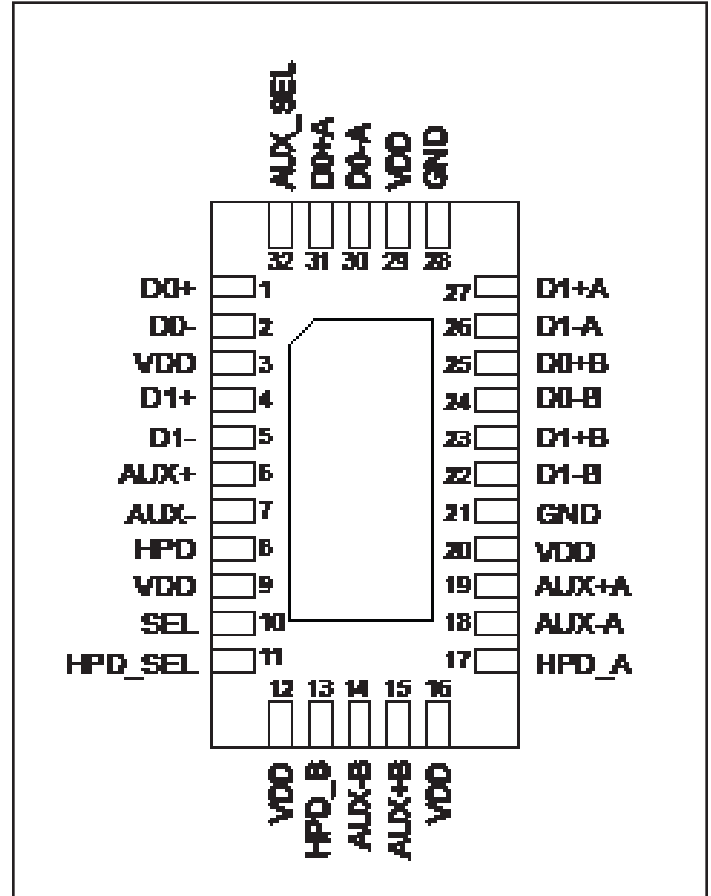 AUX_SEL
D0+A
D0-A
VDD
GND
32 31 30 29 28
D0+ 1
D0- 2
VDD 3
D1+ 4
D1- 5
AUX+ 6
AUX- 7
HPD 8
VDD 9
SEL 10
HPD_SEL 11
27 D1+A
26 D1-A
25 D0+B
24 D0-B
23 D1+B
22 D1-B
21 GND
20 VDD
19 AUX+A
18 AUX-A
17 HPD_A
12 13 14 15 16
VDD
HPD_B
AUX-B
AUX+B
VDD